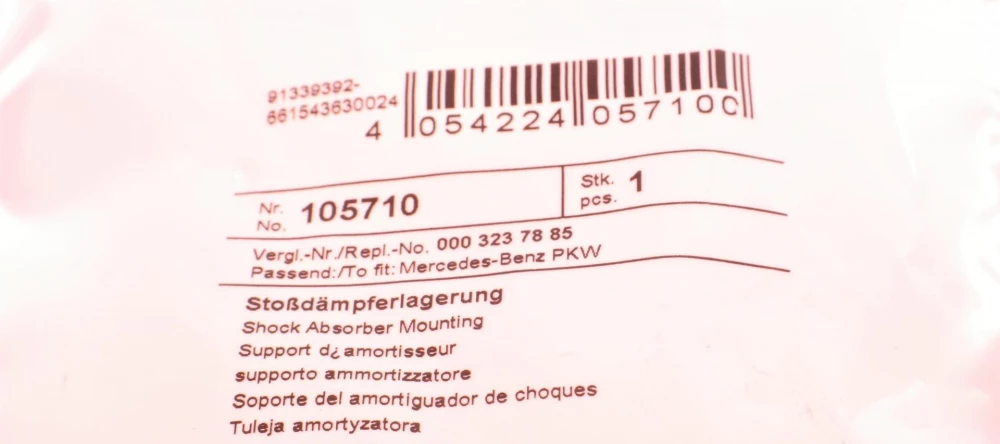 91339392-
661543630024
4 054224 057100
Nr. No. 105710 Stk. pcs. 1
Vergl.-Nr./Repl.-No. 000 323 78 85
Passend:/To fit: Mercedes-Benz PKW
Stoßdämpferlagerung
Shock Absorber Mounting
Support d¿amortisseur
supporto ammortizzatore
Soporte del amortiguador de choques
Tuleja amortyzatora